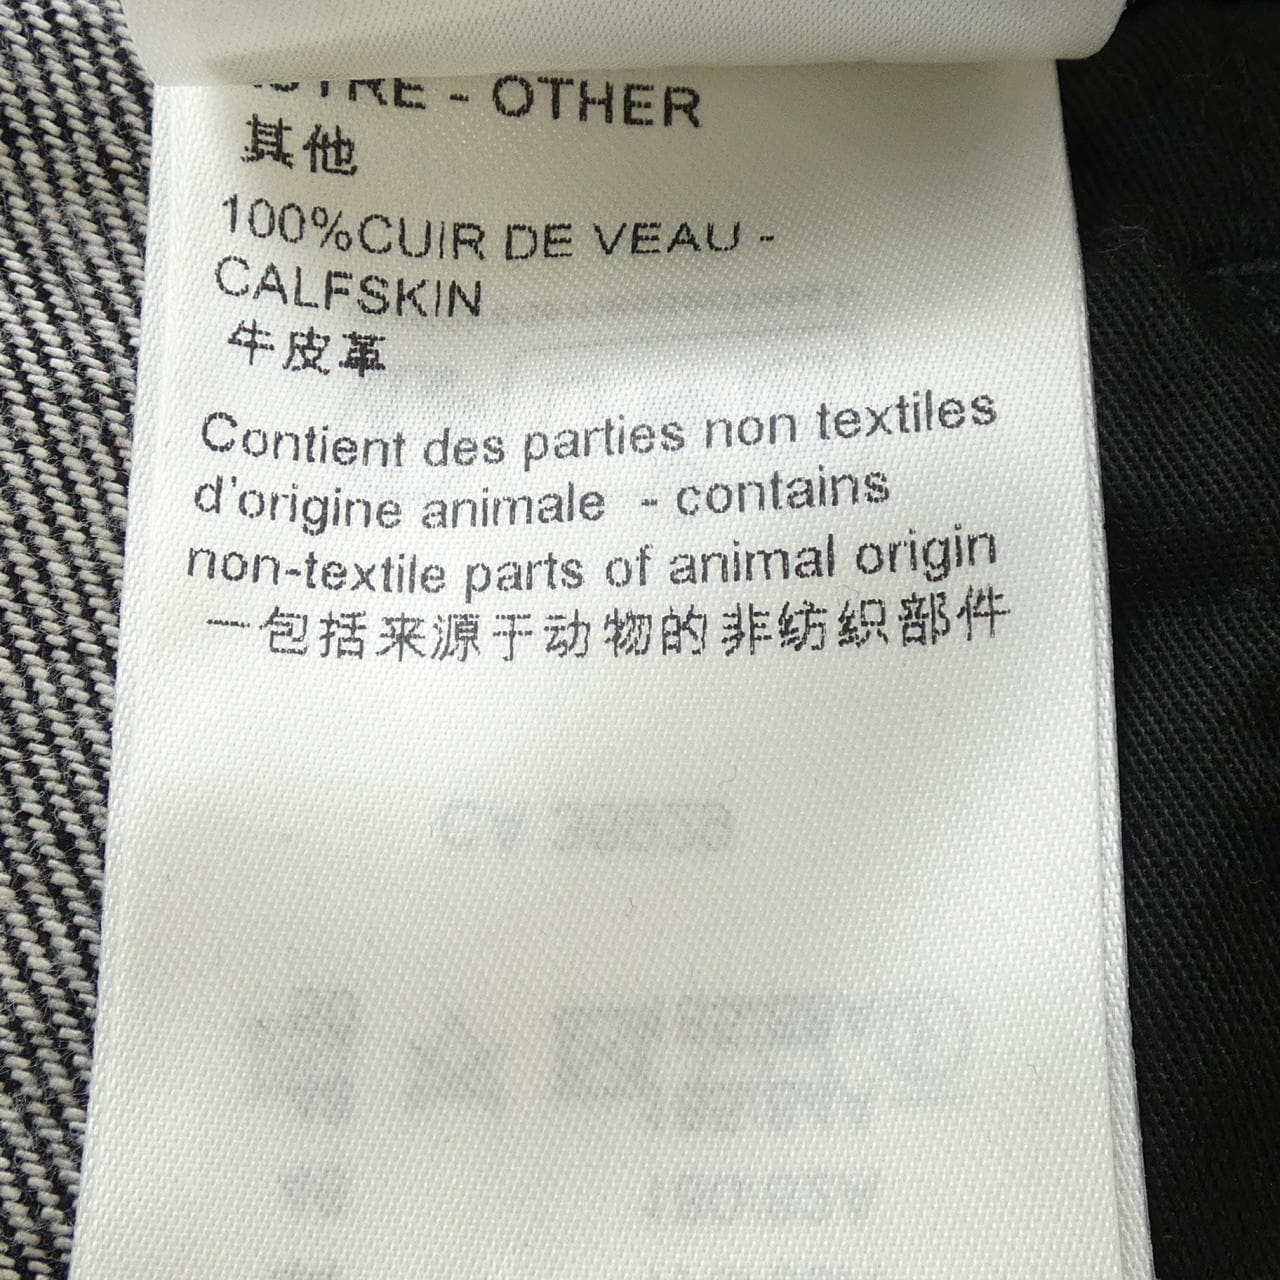 AUTRE - OTHER
其他
100%CUIR DE VEAU -
CALFSKIN
牛皮革
Contient des parties non textiles
d'origine animale - contains
non-textile parts of animal origin
一包括来源于动物的非纺织部件